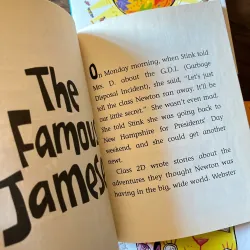 The
Famous
James
On Monday morning, when Stink told
Mrs. D. about the G.D.I. (Garbage
Disposal Incident), she said, "Let's just
tell the class Newton ran away. It'll be
our little secret." She wasn't even mad.
She told Stink she was going back to
New Hampshire for Presidents' Day
weekend, and she could get another
newt.
Class 2D wrote stories about the
adventures they thought Newton was
having in the big, wide world. Webster